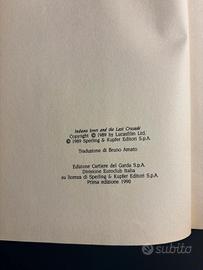 Indiana Jones and the Last Crusade
Copyright © 1989 by Lucasfilm Ltd.
© 1989 Sperling & Kupfer Editori S.p.A.
Traduzione di Bruno Amato
Edizione Cartiere del Garda S.p.A.
Divisione Euroclub Italia
su licenza di Sperling & Kupfer Editori S.p.A.
Prima edizione 1990
subito